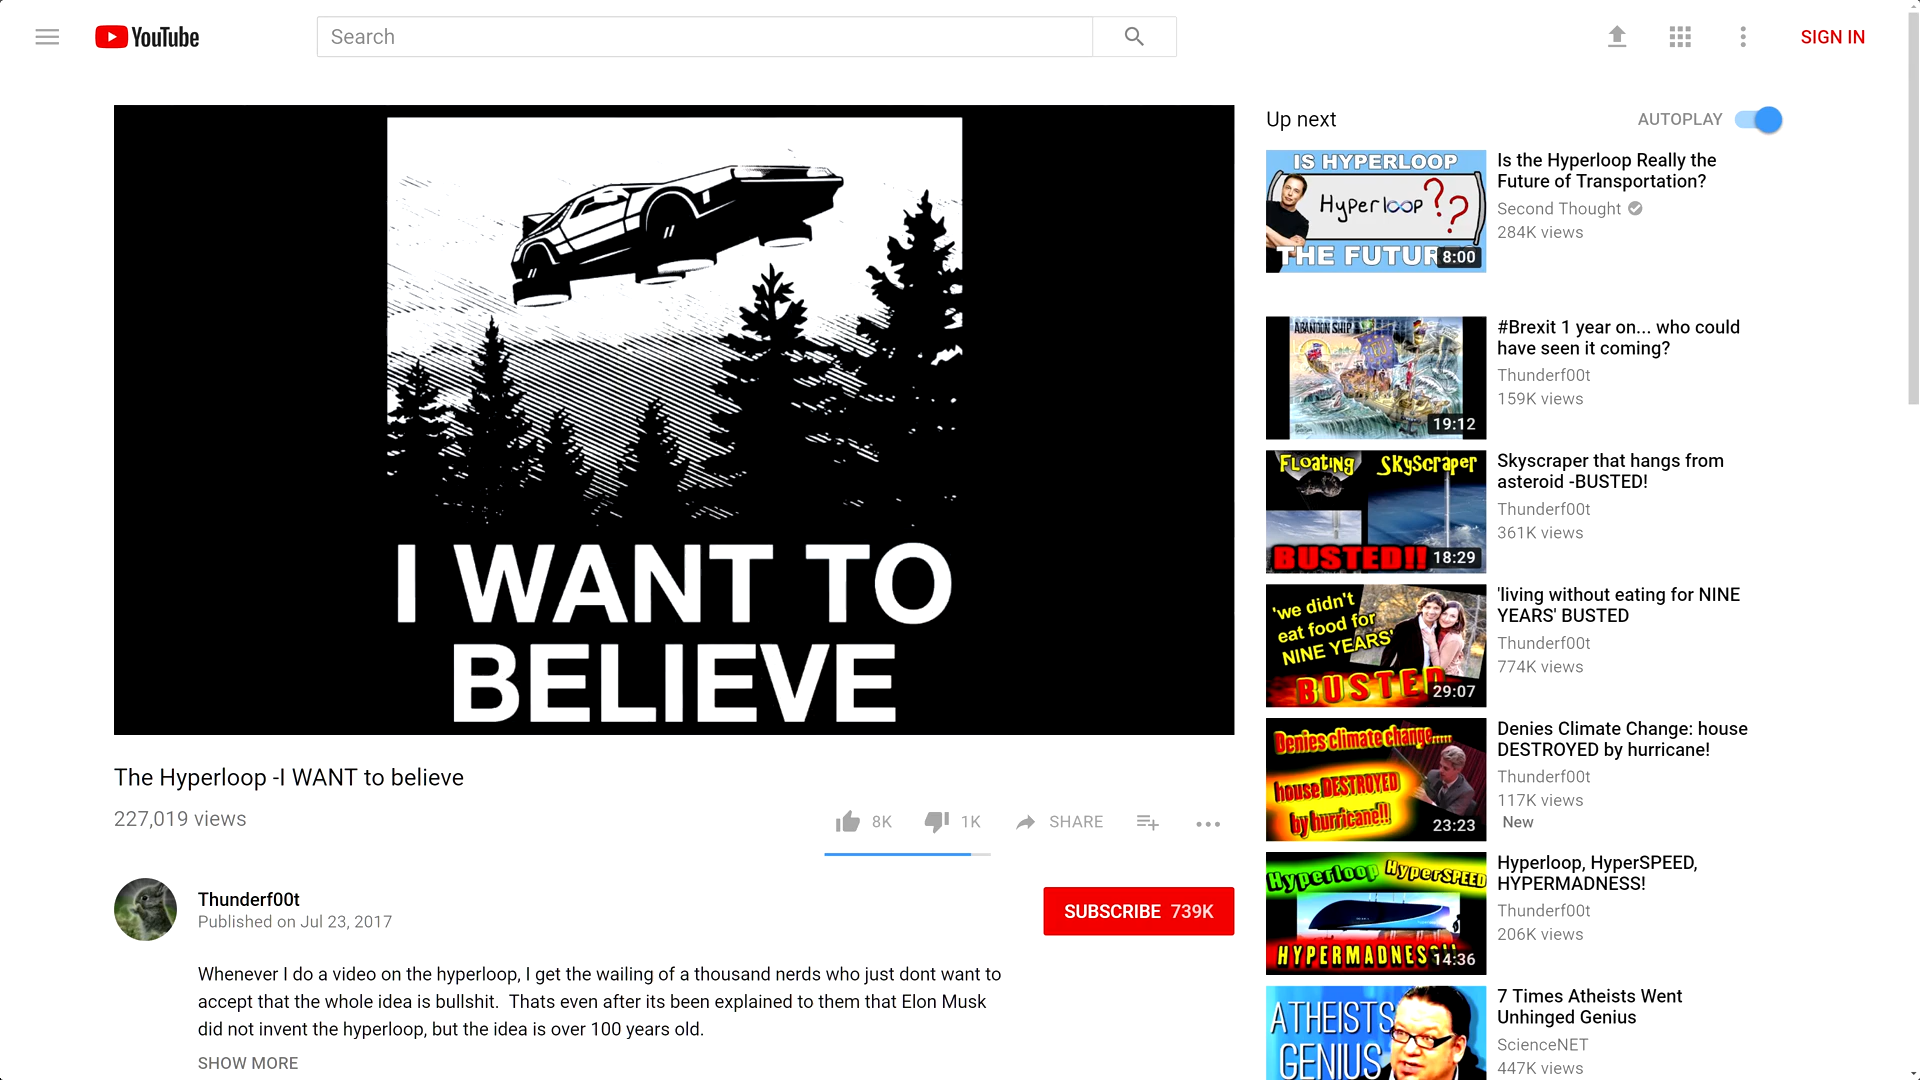 YouTube
Search
SIGN IN
I WANT TO
BELIEVE
The Hyperloop -I WANT to believe
227,019 views
8K
1K
SHARE
Thunderf00t
Published on Jul 23, 2017
SUBSCRIBE 739K
Whenever I do a video on the hyperloop, I get the wailing of a thousand nerds who just dont want to
accept that the whole idea is bullshit.  Thats even after its been explained to them that Elon Musk
did not invent the hyperloop, but the idea is over 100 years old.
SHOW MORE
Up next
AUTOPLAY
IS HYPERLOOP
Hyperloop ??
THE FUTUR
8:00
Is the Hyperloop Really the
Future of Transportation?
Second Thought
284K views
ABANDON SHIP
EU
19:12
#Brexit 1 year on... who could
have seen it coming?
Thunderf00t
159K views
Floating Skyscraper
BUSTED!!
18:29
Skyscraper that hangs from
asteroid -BUSTED!
Thunderf00t
361K views
'we didn't
eat food for
NINE YEARS'
BUSTED
29:07
'living without eating for NINE
YEARS' BUSTED
Thunderf00t
774K views
Denies climate change.....
house DESTROYED
by hurricane!!
23:23
Denies Climate Change: house
DESTROYED by hurricane!
Thunderf00t
117K views
New
Hyperloop HyperSPEED
HYPERMADNESS!!
14:36
Hyperloop, HyperSPEED,
HYPERMADNESS!
Thunderf00t
206K views
ATHEISTS
GENIUS
7 Times Atheists Went
Unhinged Genius
ScienceNET
447K views